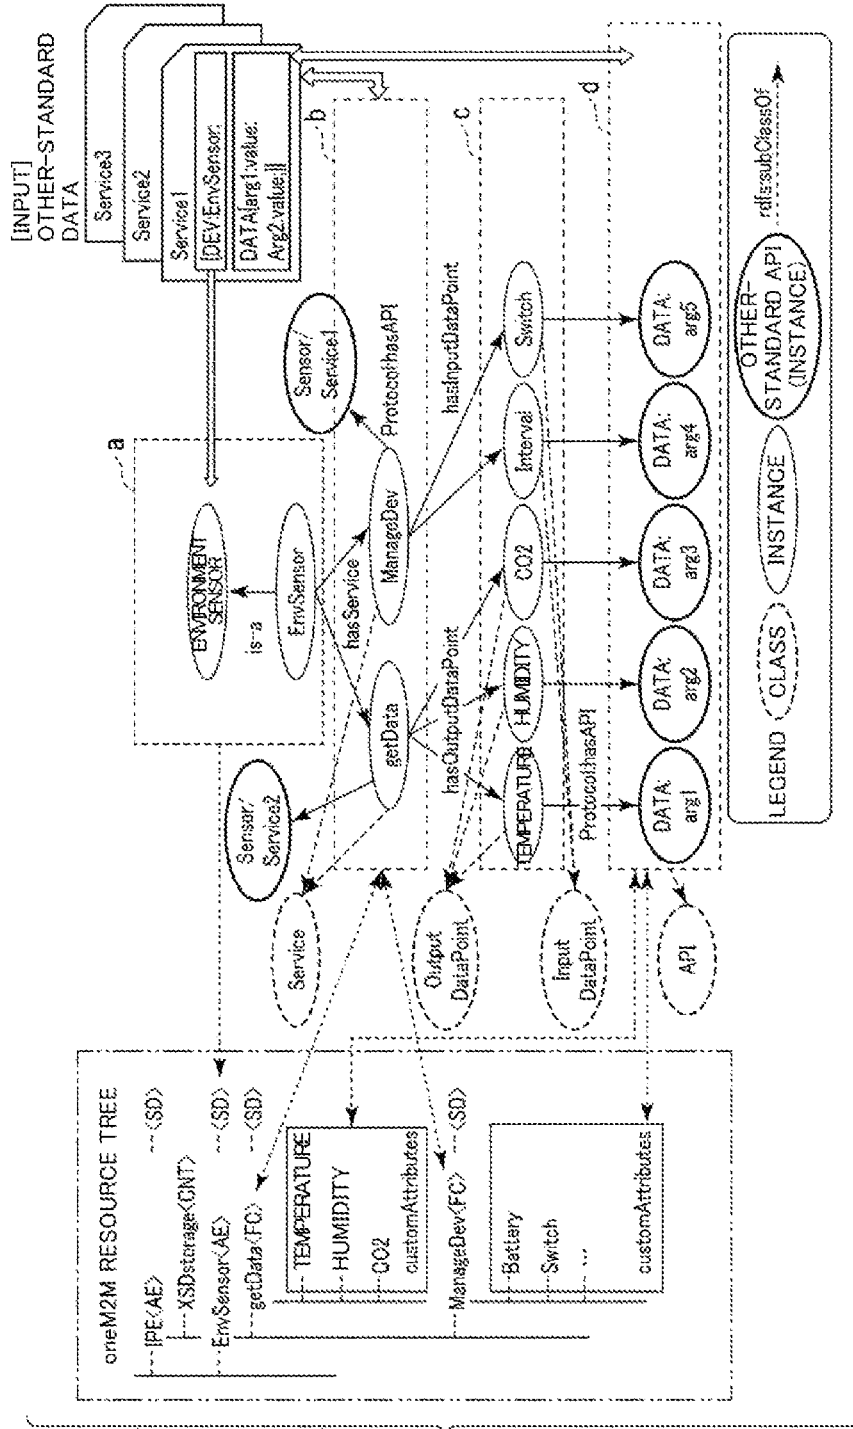 [INPUT]
OTHER-STANDARD
DATA
Service3
Service2
Service1
[DEV:EnvSensor;
DATA[arg1:value;
Arg2:value;]]
oneM2M RESOURCE TREE
IPE<AE>
<SD>
XSDstorage<CNT>
EnvSensor<AE>
<SD>
getData<FC>
<SD>
TEMPERATURE
HUMIDITY
CO2
customAttributes
ManageDev<FC>
<SD>
Battery
Switch
...
customAttributes
a
ENVIRONMENT
SENSOR
is-a
EnvSensor
hasService
b
Sensor/
Service2
Sensor/
Service1
Service
getData
ManageDev
Protocol:hasAPI
hasOutputDataPoint
hasInputDataPoint
c
Output
DataPoint
TEMPERATURE
HUMIDITY
CO2
Interval
Switch
Input
DataPoint
Protocol:hasAPI
d
API
DATA:
arg1
DATA:
arg2
DATA:
arg3
DATA:
arg4
DATA:
arg5
LEGEND
CLASS
INSTANCE
OTHER-
STANDARD API
(INSTANCE)
rdfs:subClassOf